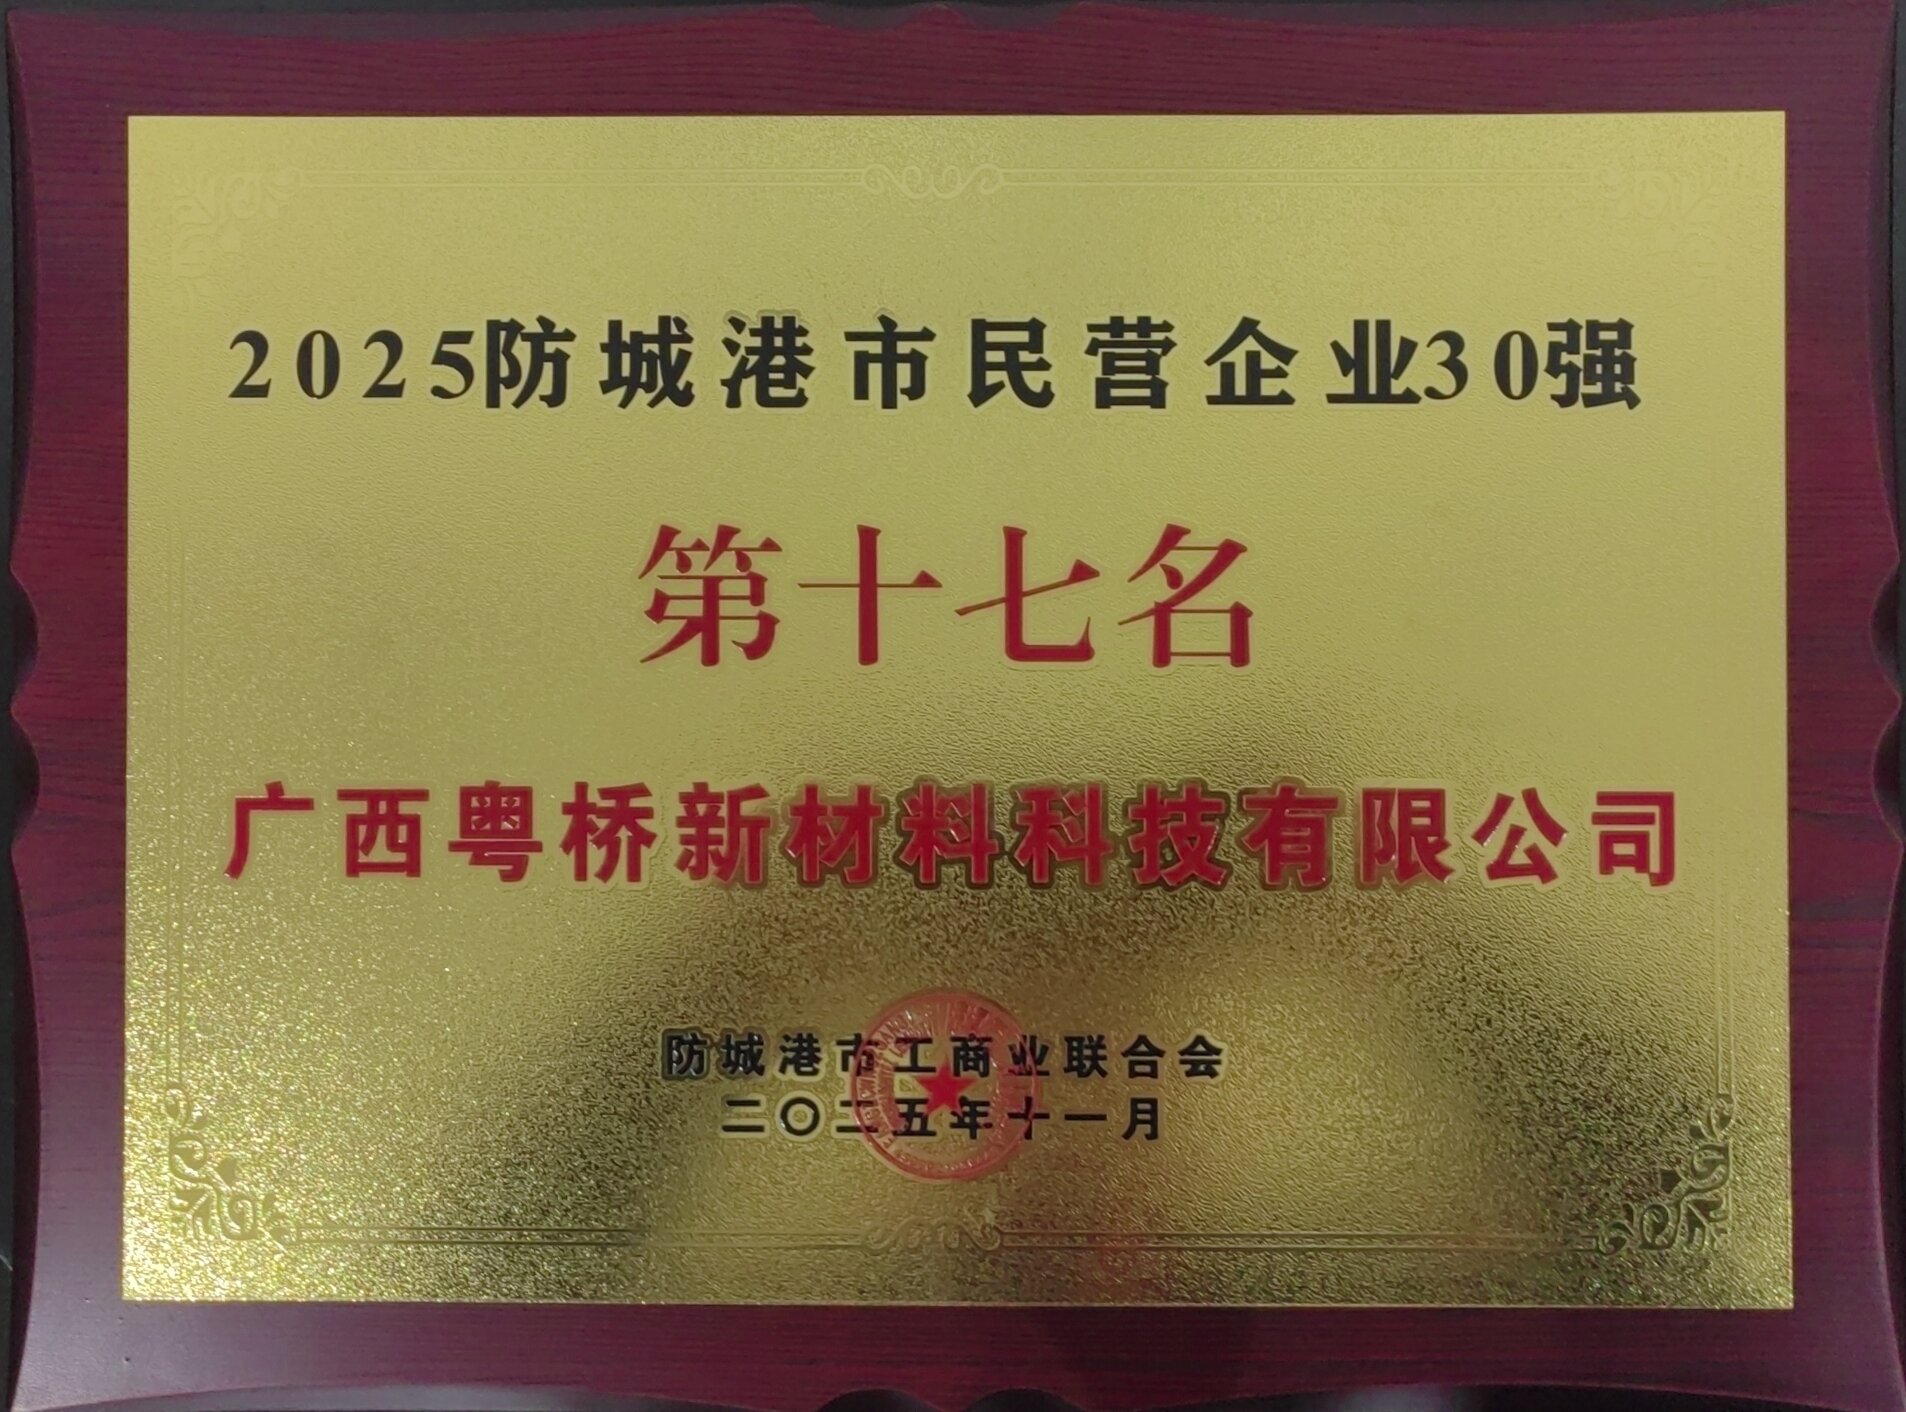 2025防城港市民营企业30强
第十七名
广西粤桥新材料科技有限公司
防城港市工商业联合会
二〇二五年十一月